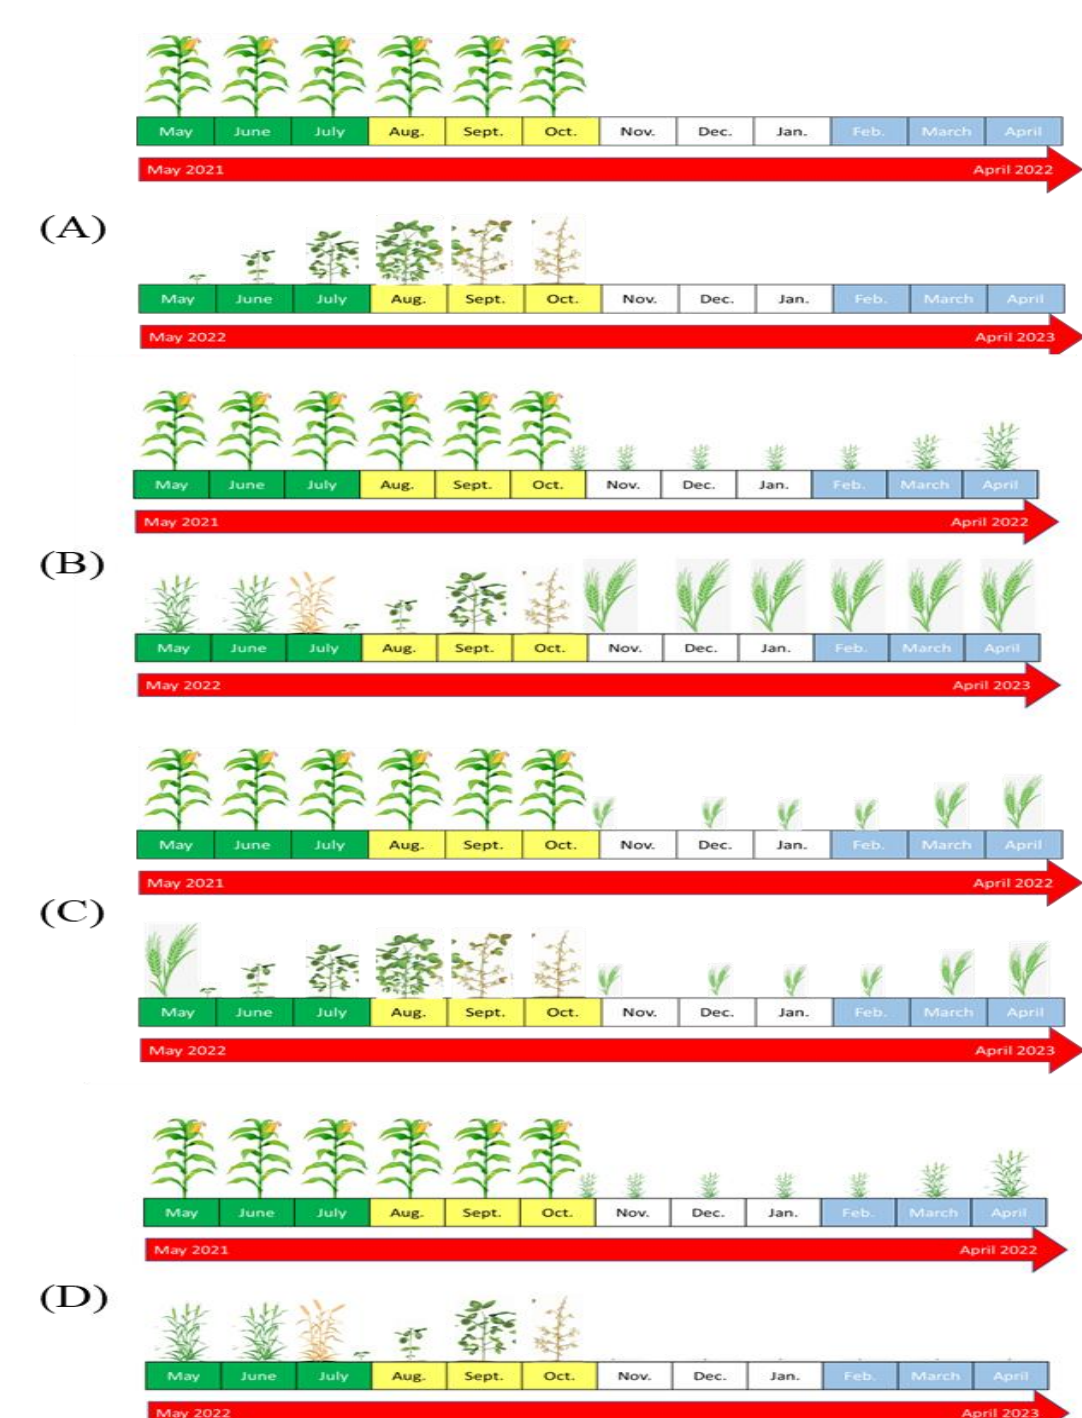 May June July Aug. Sept. Oct. Nov. Dec. Jan. Feb. March April
May 2021 April 2022
(A)
May June July Aug. Sept. Oct. Nov. Dec. Jan. Feb. March April
May 2022 April 2023
May June July Aug. Sept. Oct. Nov. Dec. Jan. Feb. March April
May 2021 April 2022
(B)
May June July Aug. Sept. Oct. Nov. Dec. Jan. Feb. March April
May 2022 April 2023
May June July Aug. Sept. Oct. Nov. Dec. Jan. Feb. March April
May 2021 April 2022
(C)
May June July Aug. Sept. Oct. Nov. Dec. Jan. Feb. March April
May 2022 April 2023
May June July Aug. Sept. Oct. Nov. Dec. Jan. Feb. March April
May 2021 April 2022
(D)
May June July Aug. Sept. Oct. Nov. Dec. Jan. Feb. March April
May 2022 April 2023